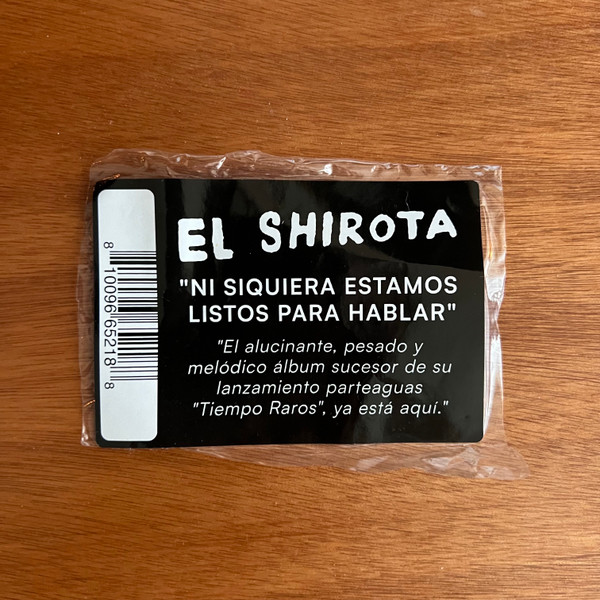 EL SHIROTA
"NI SIQUIERA ESTAMOS
LISTOS PARA HABLAR"
"El alucinante, pesado y
melódico álbum sucesor de su
lanzamiento parteaguas
"Tiempo Raros", ya está aquí."
8 10096 65218 8